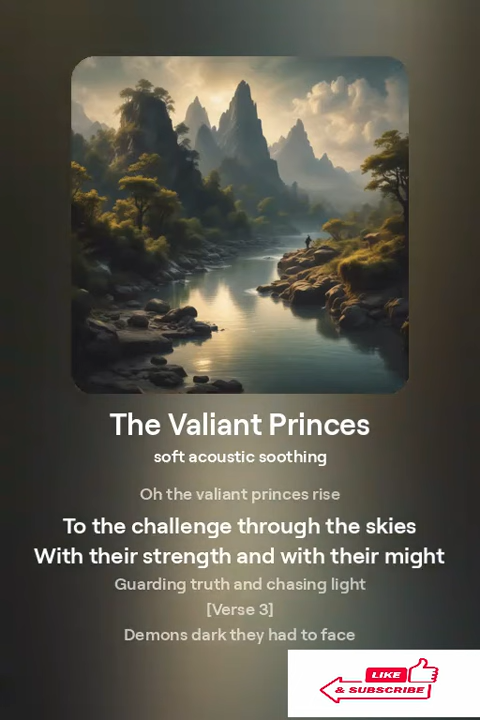 The Valiant Princes
soft acoustic soothing
Oh the valiant princes rise
To the challenge through the skies
With their strength and with their might
Guarding truth and chasing light
[Verse 3]
Demons dark they had to face
LIKE
& SUBSCRIBE